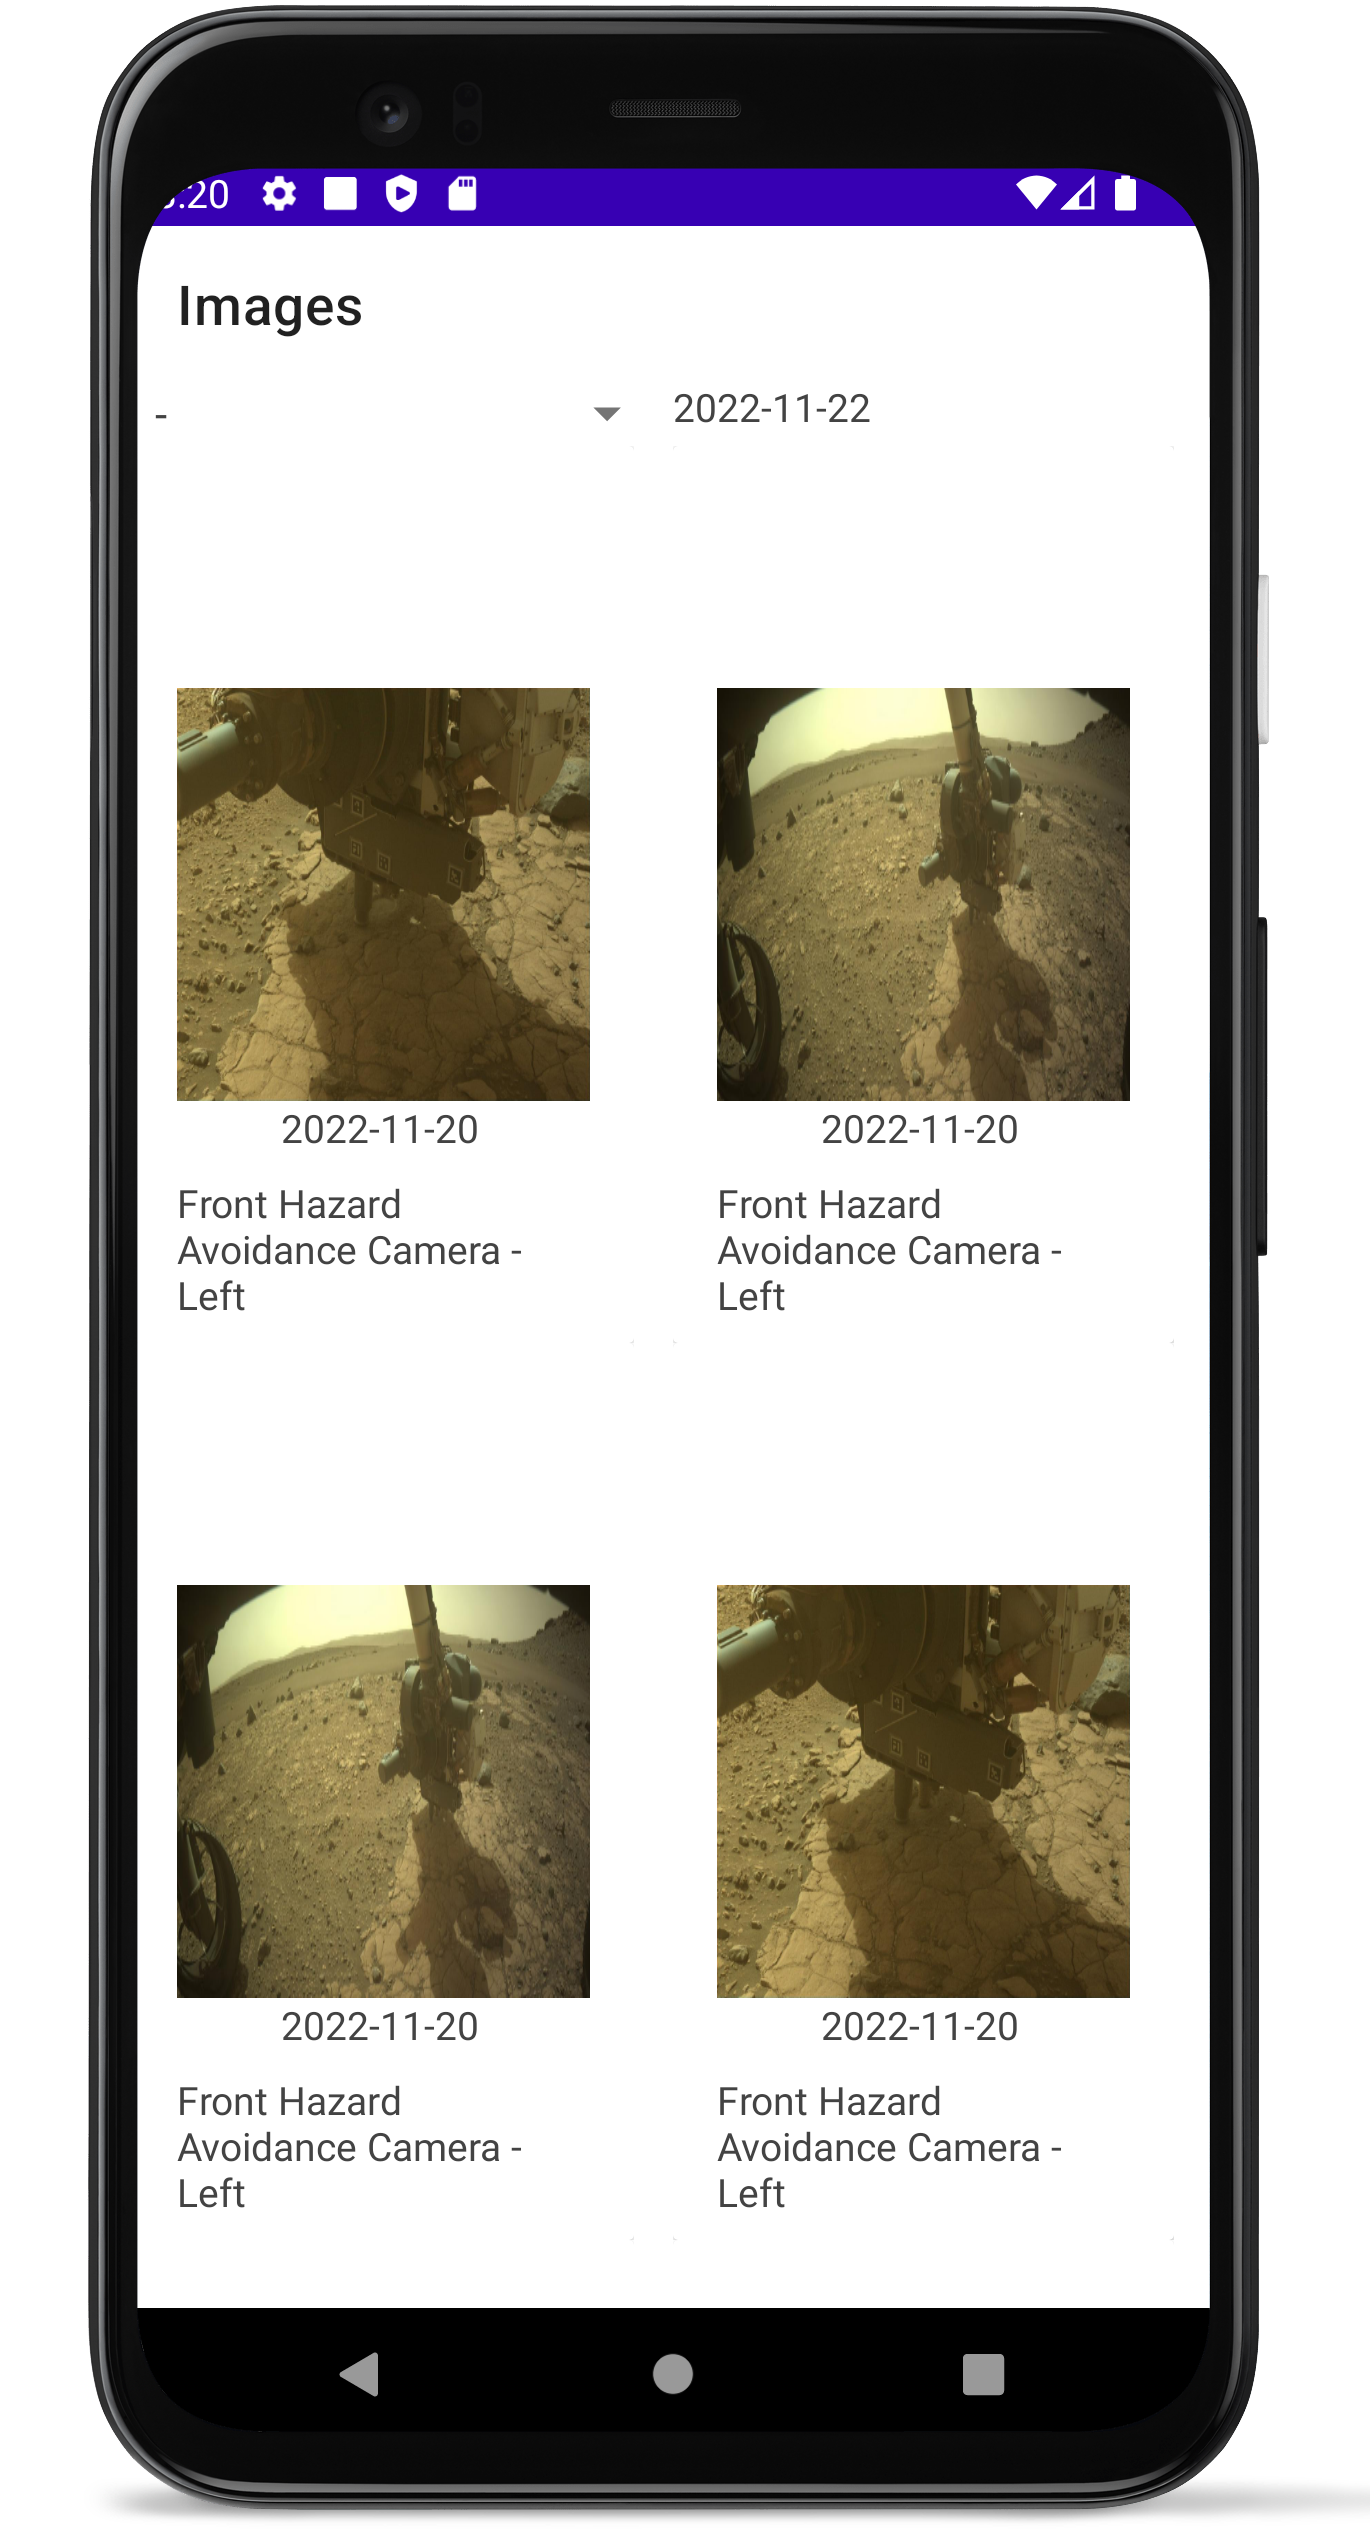 :20
Images
-
2022-11-22
2022-11-20
2022-11-20
Front Hazard
Avoidance Camera -
Left
Front Hazard
Avoidance Camera -
Left
2022-11-20
2022-11-20
Front Hazard
Avoidance Camera -
Left
Front Hazard
Avoidance Camera -
Left